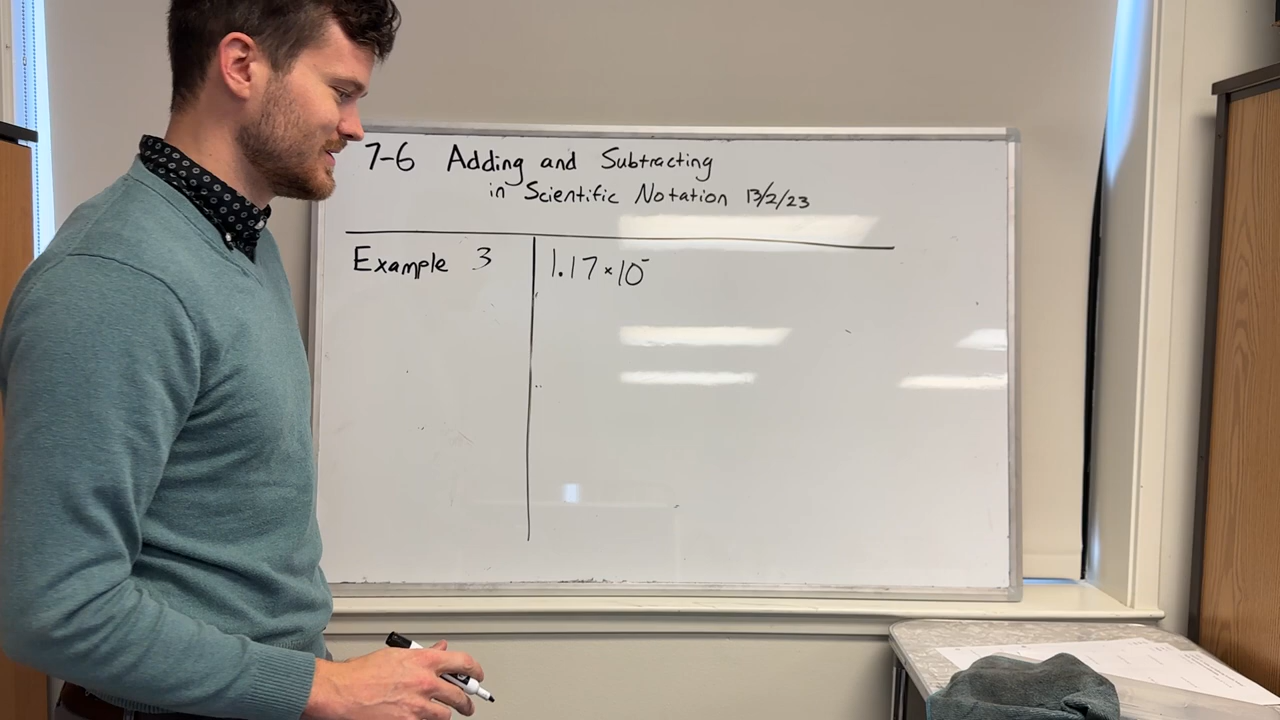 7-6 Adding and Subtracting
in Scientific Notation 13/2/23
Example 3
1.17×10⁻